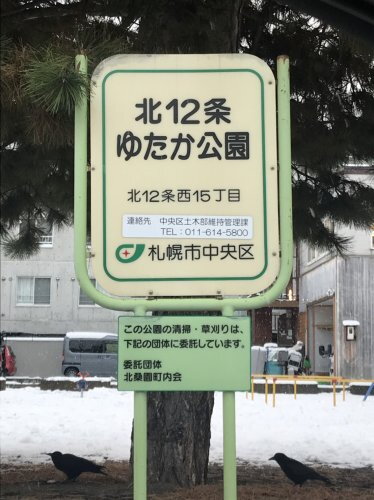 北12条
ゆたか公園
北12条西15丁目
連絡先 中央区土木部維持管理課
TEL：011-614-5800
札幌市中央区
この公園の清掃・草刈りは、
下記の団体に委託しています。
委託団体
北桑園町内会